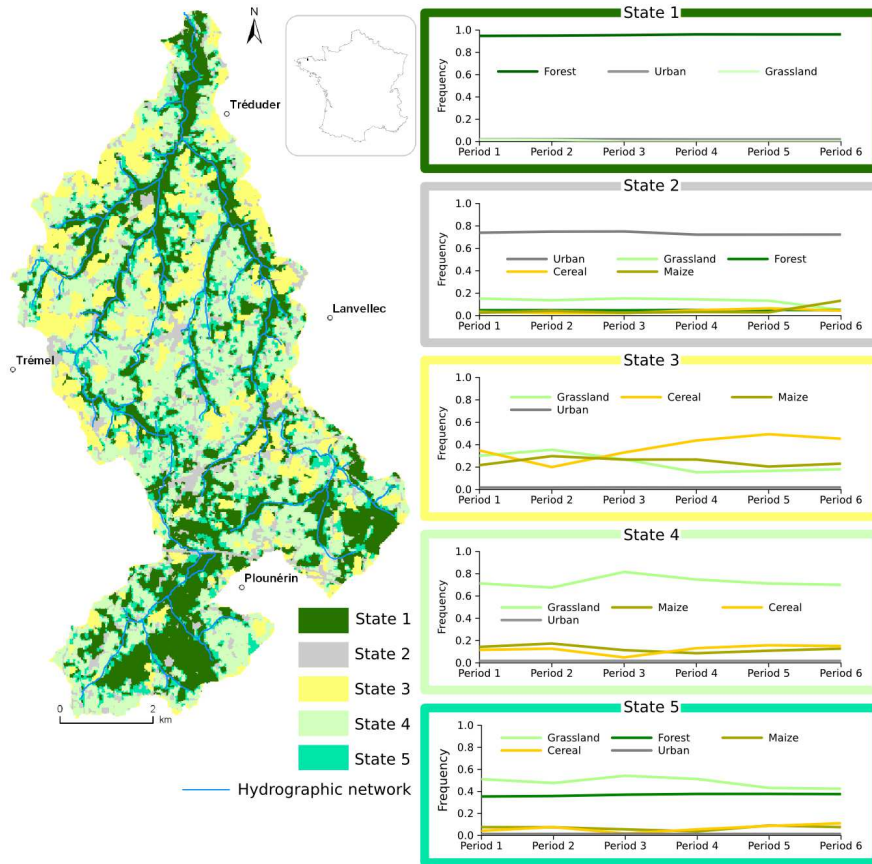 N
Tréduder
Lanvellec
Trémel
Plounérin
0 2
km
State 1
State 2
State 3
State 4
State 5
Hydrographic network
State 1
Frequency
1.0
0.8
0.6
0.4
0.2
0.0
Forest Urban Grassland
Period 1 Period 2 Period 3 Period 4 Period 5 Period 6
State 2
Frequency
1.0
0.8
0.6
0.4
0.2
0.0
Urban Grassland Forest
Cereal Maize
Period 1 Period 2 Period 3 Period 4 Period 5 Period 6
State 3
Frequency
1.0
0.8
0.6
0.4
0.2
0.0
Grassland Cereal Maize
Urban
Period 1 Period 2 Period 3 Period 4 Period 5 Period 6
State 4
Frequency
1.0
0.8
0.6
0.4
0.2
0.0
Grassland Maize Cereal
Urban
Period 1 Period 2 Period 3 Period 4 Period 5 Period 6
State 5
Frequency
1.0
0.8
0.6
0.4
0.2
0.0
Grassland Forest Maize
Cereal Urban
Period 1 Period 2 Period 3 Period 4 Period 5 Period 6